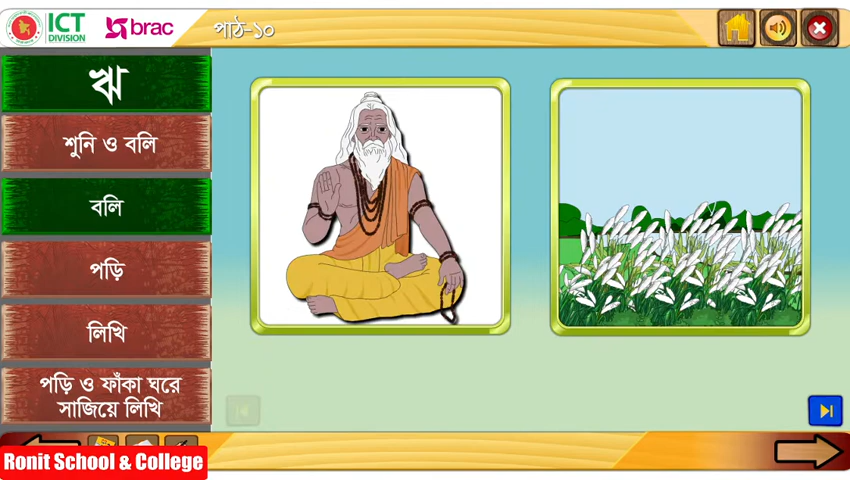 ICT
DIVISION
brac
পাঠ-১০
ঋ
শুনি ও বলি
বলি
পড়ি
লিখি
পড়ি ও ফাঁকা ঘরে
সাজিয়ে লিখি
Ronit School & College